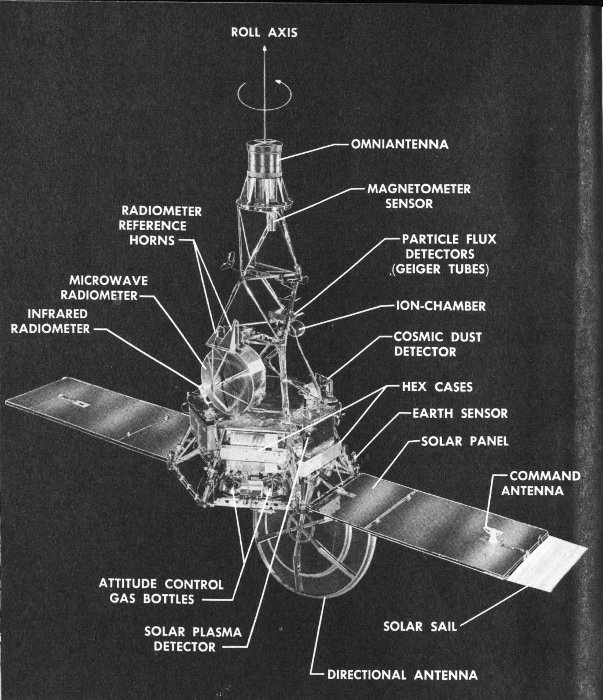 ROLL AXIS
OMNIANTENNA
MAGNETOMETER
SENSOR
RADIOMETER
REFERENCE
HORNS
PARTICLE FLUX
DETECTORS
(GEIGER TUBES)
MICROWAVE
RADIOMETER
ION-CHAMBER
INFRARED
RADIOMETER
COSMIC DUST
DETECTOR
HEX CASES
EARTH SENSOR
SOLAR PANEL
COMMAND
ANTENNA
ATTITUDE CONTROL
GAS BOTTLES
SOLAR PLASMA
DETECTOR
SOLAR SAIL
DIRECTIONAL ANTENNA